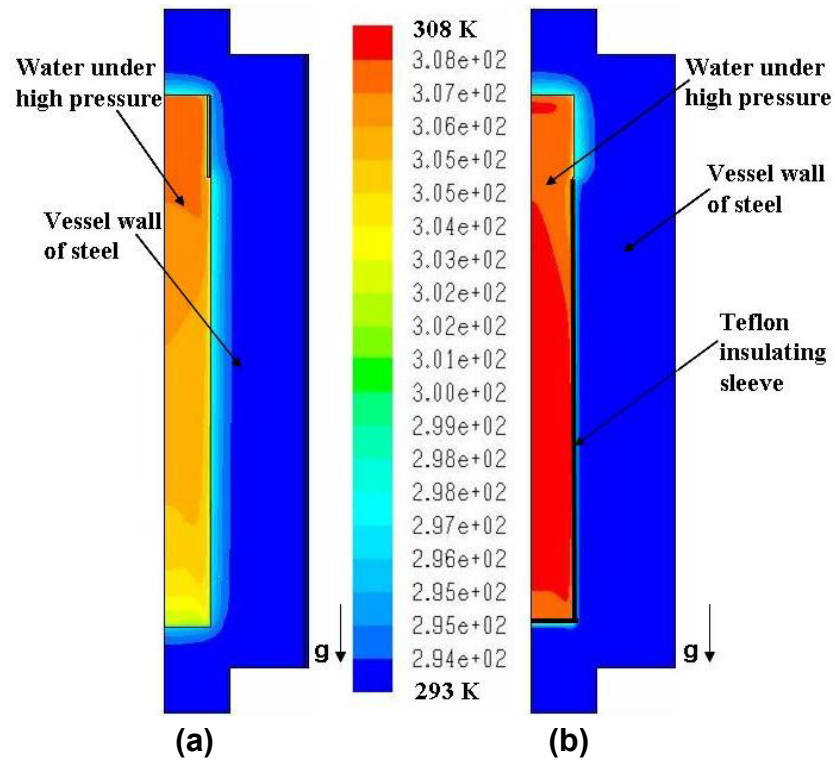 Water under
high pressure
Vessel wall
of steel
g
(a)
308 K
3.08e+02
3.07e+02
3.06e+02
3.05e+02
3.05e+02
3.04e+02
3.03e+02
3.02e+02
3.02e+02
3.01e+02
3.00e+02
2.99e+02
2.98e+02
2.98e+02
2.97e+02
2.96e+02
2.95e+02
2.95e+02
2.94e+02
293 K
Water under
high pressure
Vessel wall
of steel
Teflon
insulating
sleeve
g
(b)